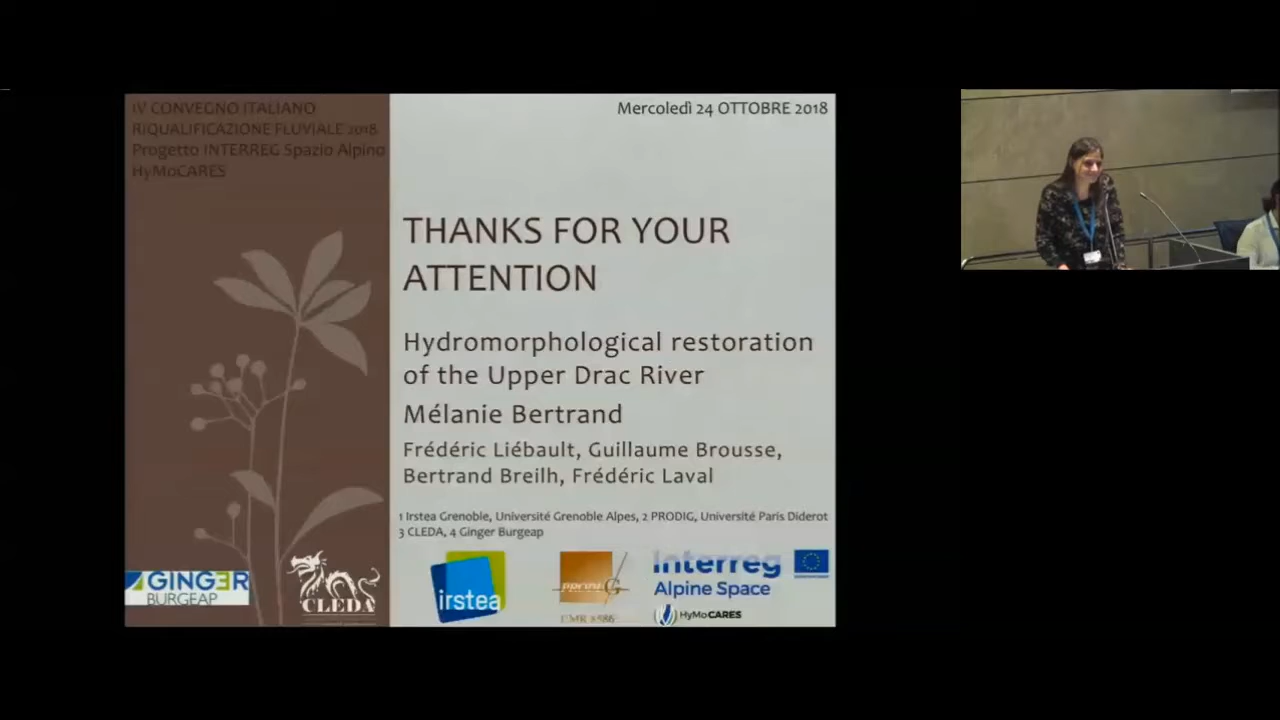 IV CONVEGNO ITALIANO
RIQUALIFICAZIONE FLUVIALE 2018
Progetto INTERREG Spazio Alpino
HyMoCARES
Mercoledì 24 OTTOBRE 2018
THANKS FOR YOUR
ATTENTION
Hydromorphological restoration
of the Upper Drac River
Mélanie Bertrand
Frédéric Liébault, Guillaume Brousse,
Bertrand Breilh, Frédéric Laval
1 Irstea Grenoble, Université Grenoble Alpes, 2 PRODIG, Université Paris Diderot
3 CLEDA, 4 Ginger Burgeap
GINGER
BURGEAP
CLEDA
irstea
PRODIG
UMR 8586
Interreg
Alpine Space
HyMoCARES